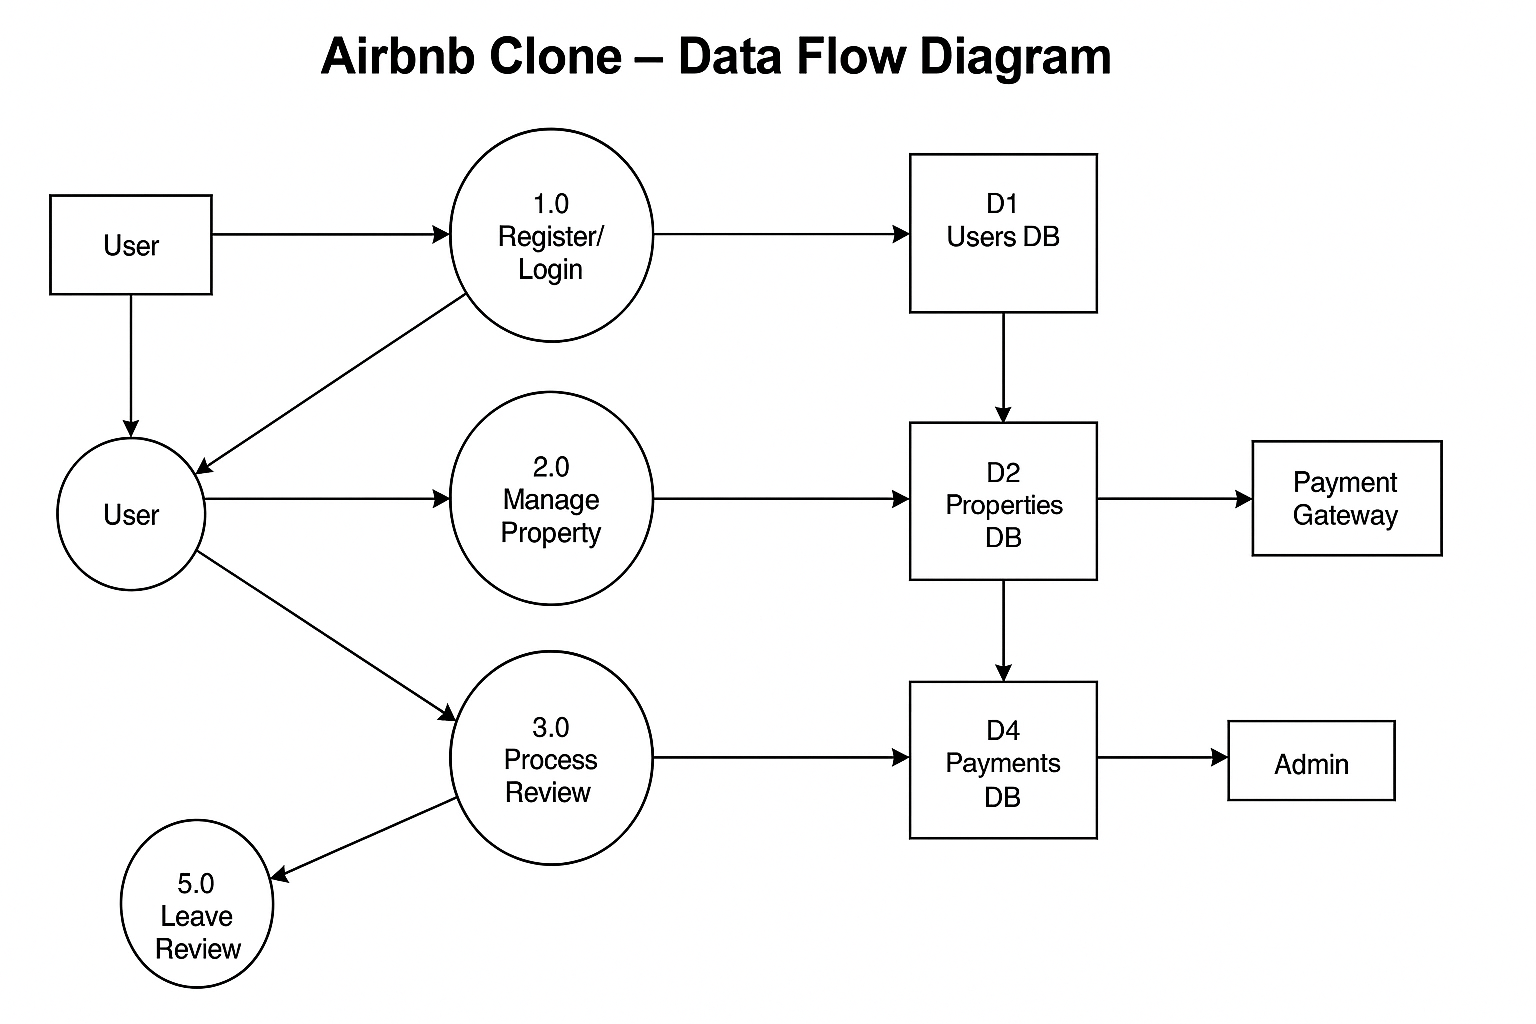 Airbnb Clone – Data Flow Diagram
User
1.0
Register/
Login
D1
Users DB
User
2.0
Manage
Property
D2
Properties
DB
Payment
Gateway
3.0
Process
Review
D4
Payments
DB
Admin
5.0
Leave
Review